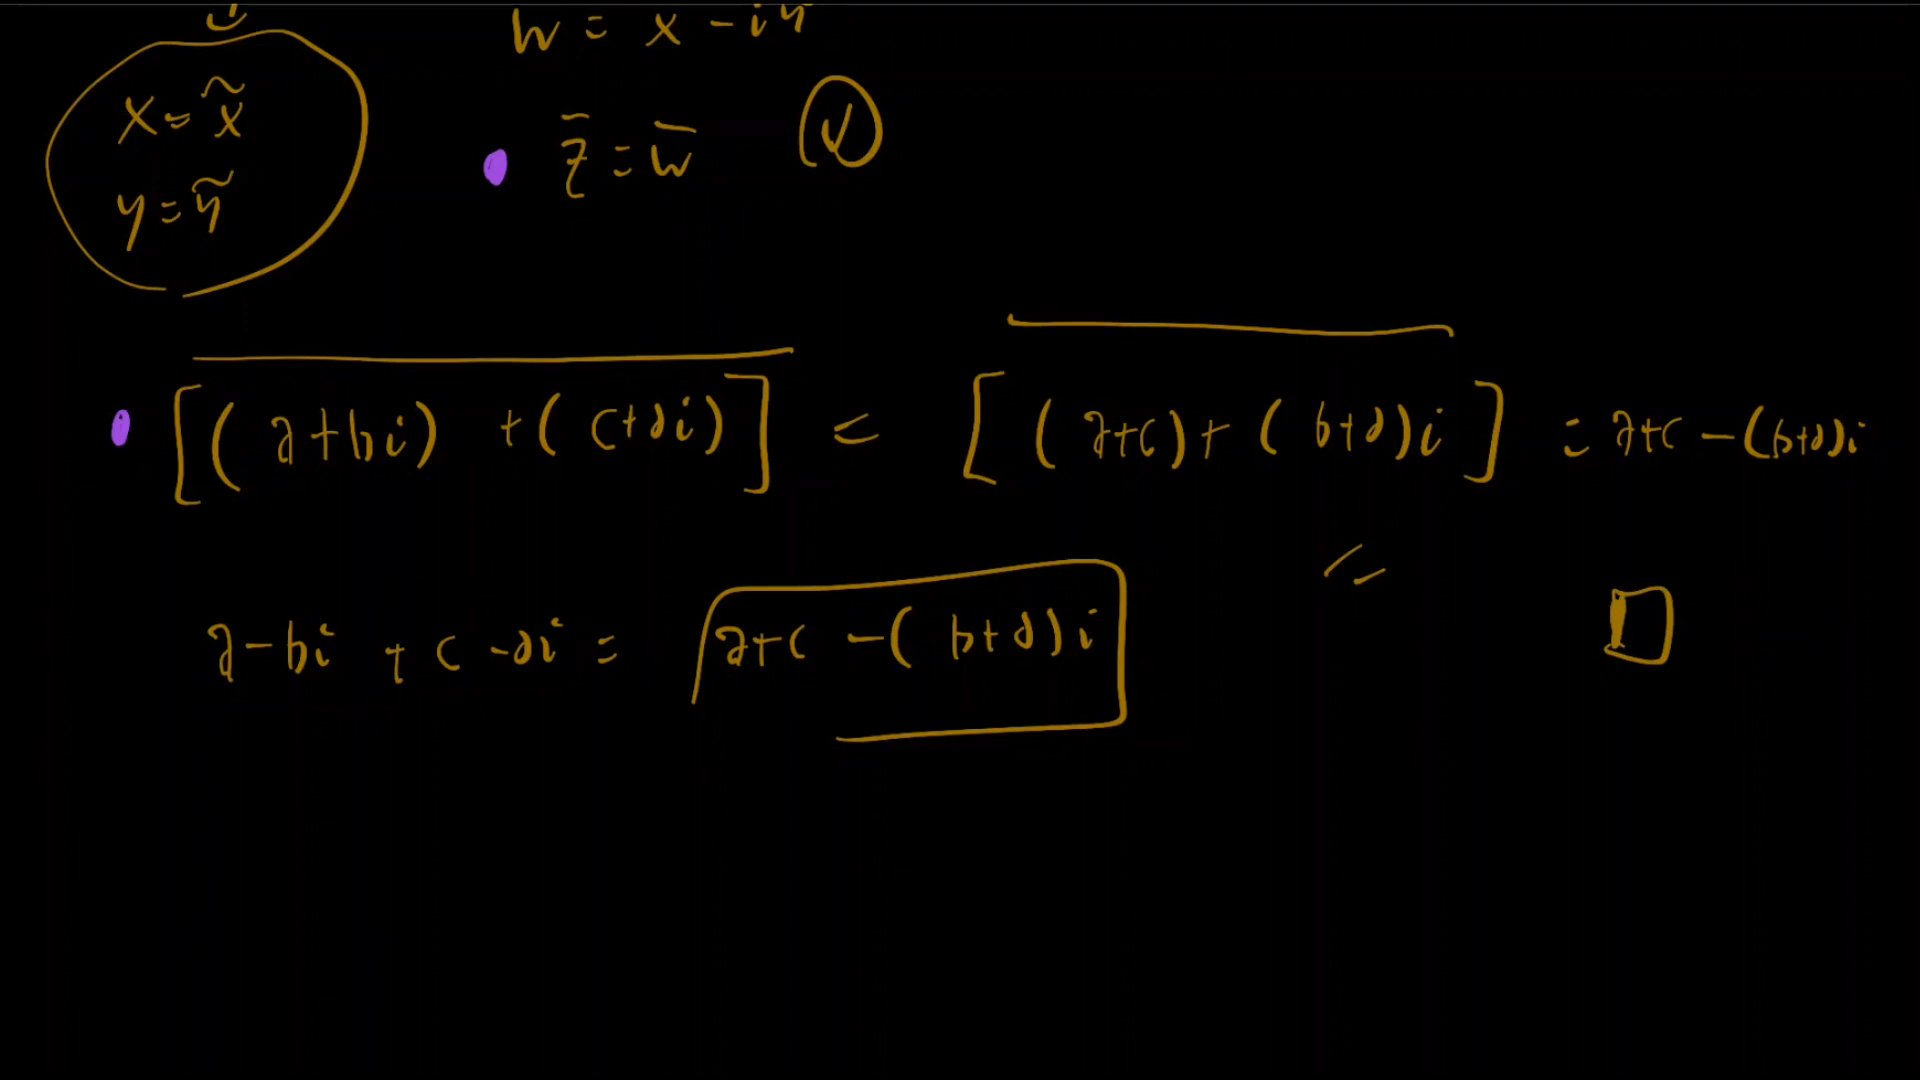 w = x - iy
x = x̃
y = ỹ
z̄ = w̄
[(a+bi) + (c+di)]‾ = [(a+c) + (b+d)i]‾ = a+c - (b+d)i
=
a - bi + c - di = a+c - (b+d)i